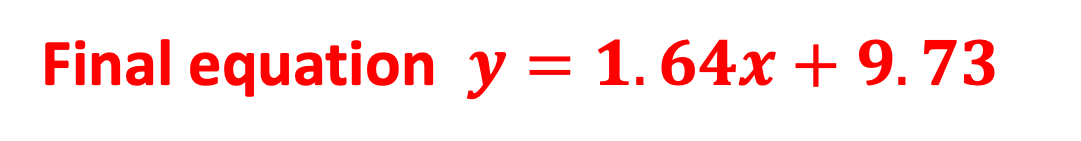 Final equation y = 1.64x + 9.73